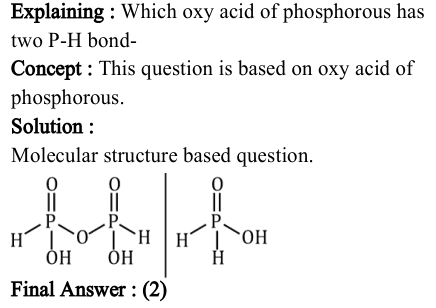 Explaining : Which oxy acid of phosphorous has
two P-H bond-
Concept : This question is based on oxy acid of
phosphorous.
Solution :
Molecular structure based question.
O O O
P P P
H O H H OH
OH OH H
Final Answer : (2)